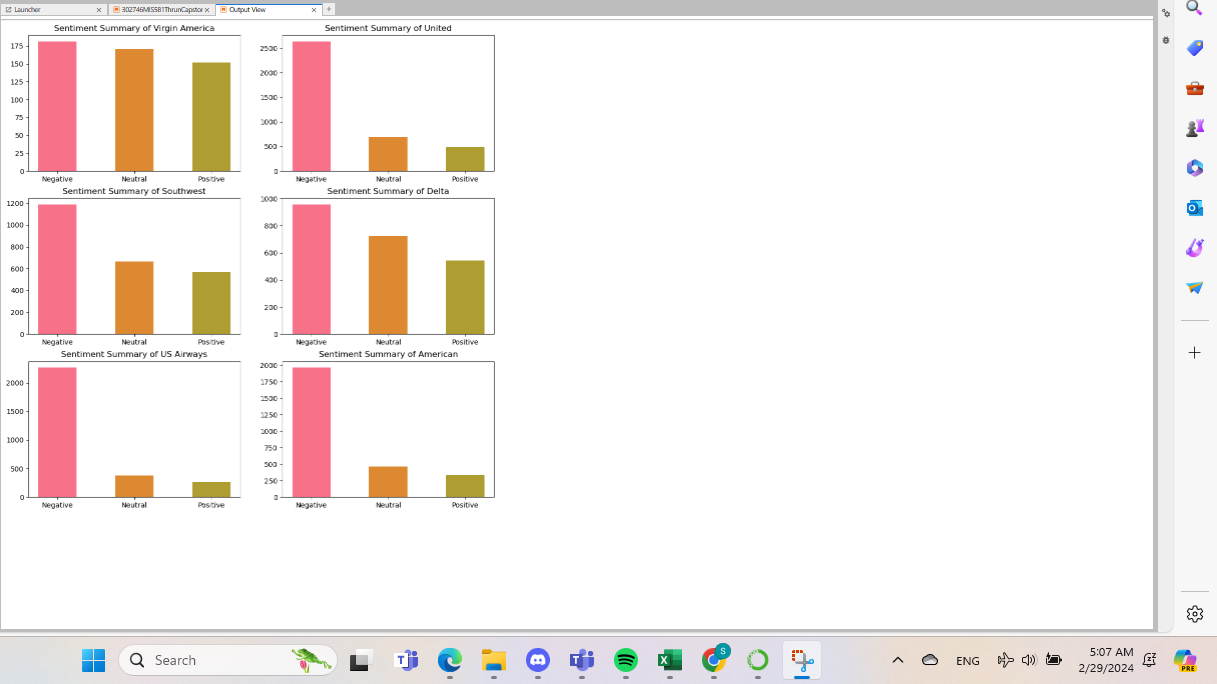 Launcher
302746MIS581ThrunCapstor
Output View
Sentiment Summary of Virgin America
175
150
125
100
75
50
25
0
Negative Neutral Positive
Sentiment Summary of United
2500
2000
1500
1000
500
0
Negative Neutral Positive
Sentiment Summary of Southwest
1200
1000
800
600
400
200
0
Negative Neutral Positive
Sentiment Summary of Delta
1000
800
600
400
200
0
Negative Neutral Positive
Sentiment Summary of US Airways
2000
1500
1000
500
0
Negative Neutral Positive
Sentiment Summary of American
2000
1750
1500
1250
1000
750
500
250
0
Negative Neutral Positive
Search
S
ENG
5:07 AM
2/29/2024
PRE